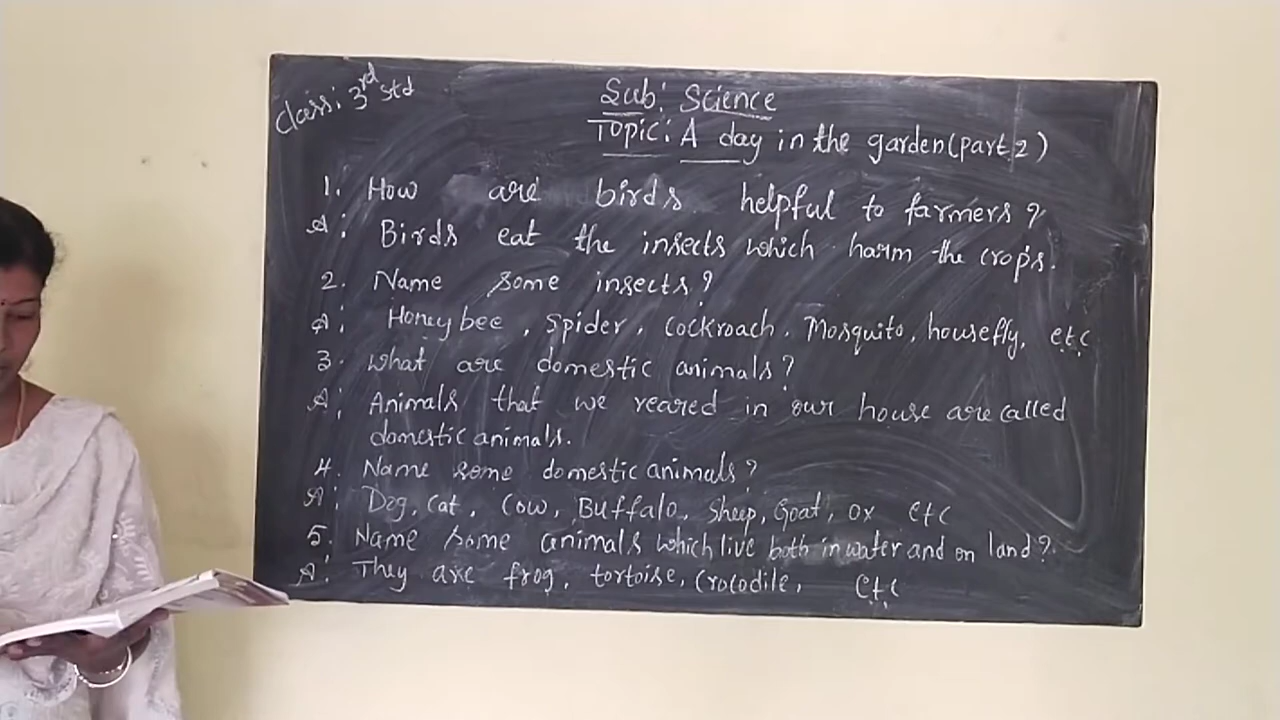 Class: 3rd Std
Sub: Science
Topic: A day in the garden (part 2)
1. How are birds helpful to farmers?
A: Birds eat the insects which harm the crops.
2. Name some insects?
A: Honey bee, Spider, Cockroach, Mosquito, housefly, etc
3. What are domestic animals?
A: Animals that we reared in our house are called
domestic animals.
4. Name some domestic animals?
A: Dog, Cat, Cow, Buffalo, Sheep, Goat, ox etc
5. Name some animals which live both in water and on land?
A: They are frog, tortoise, Crocodile, etc